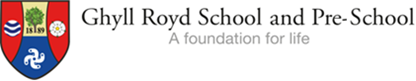 1889
Ghyll Royd School and Pre-School
A foundation for life